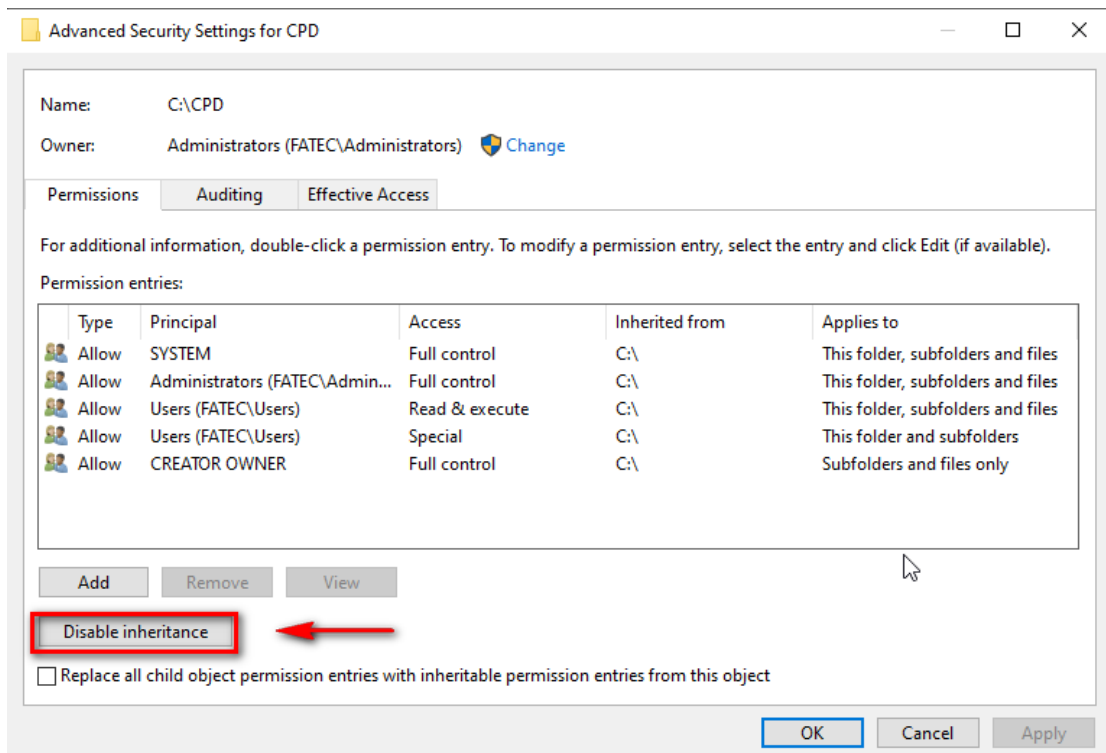 Advanced Security Settings for CPD
Name: C:\CPD
Owner: Administrators (FATEC\Administrators) Change
Permissions Auditing Effective Access
For additional information, double-click a permission entry. To modify a permission entry, select the entry and click Edit (if available).
Permission entries:
Type Principal Access Inherited from Applies to
Allow SYSTEM Full control C:\ This folder, subfolders and files
Allow Administrators (FATEC\Admin... Full control C:\ This folder, subfolders and files
Allow Users (FATEC\Users) Read & execute C:\ This folder, subfolders and files
Allow Users (FATEC\Users) Special C:\ This folder and subfolders
Allow CREATOR OWNER Full control C:\ Subfolders and files only
Add Remove View
Disable inheritance
Replace all child object permission entries with inheritable permission entries from this object
OK Cancel Apply